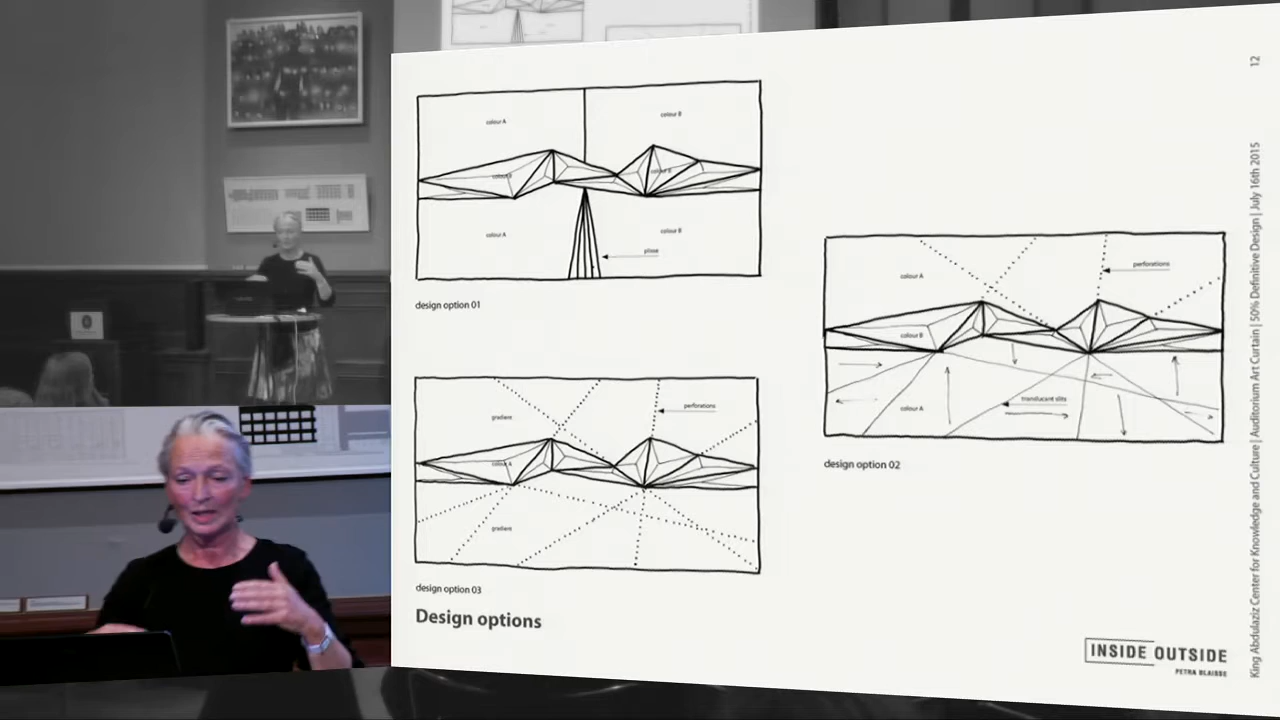 colour A
colour B
colour B
colour B
colour A
colour B
pliase
design option 01
gradient
perforations
colour A
gradient
design option 03
Design options
colour A
perforations
colour B
translucent slits
colour A
design option 02
INSIDE OUTSIDE
PETRA BLAISSE
King Abdulaziz Center for Knowledge and Culture | Auditorium Art Curtain | 50% Definitive Design | July 16th 2015
12